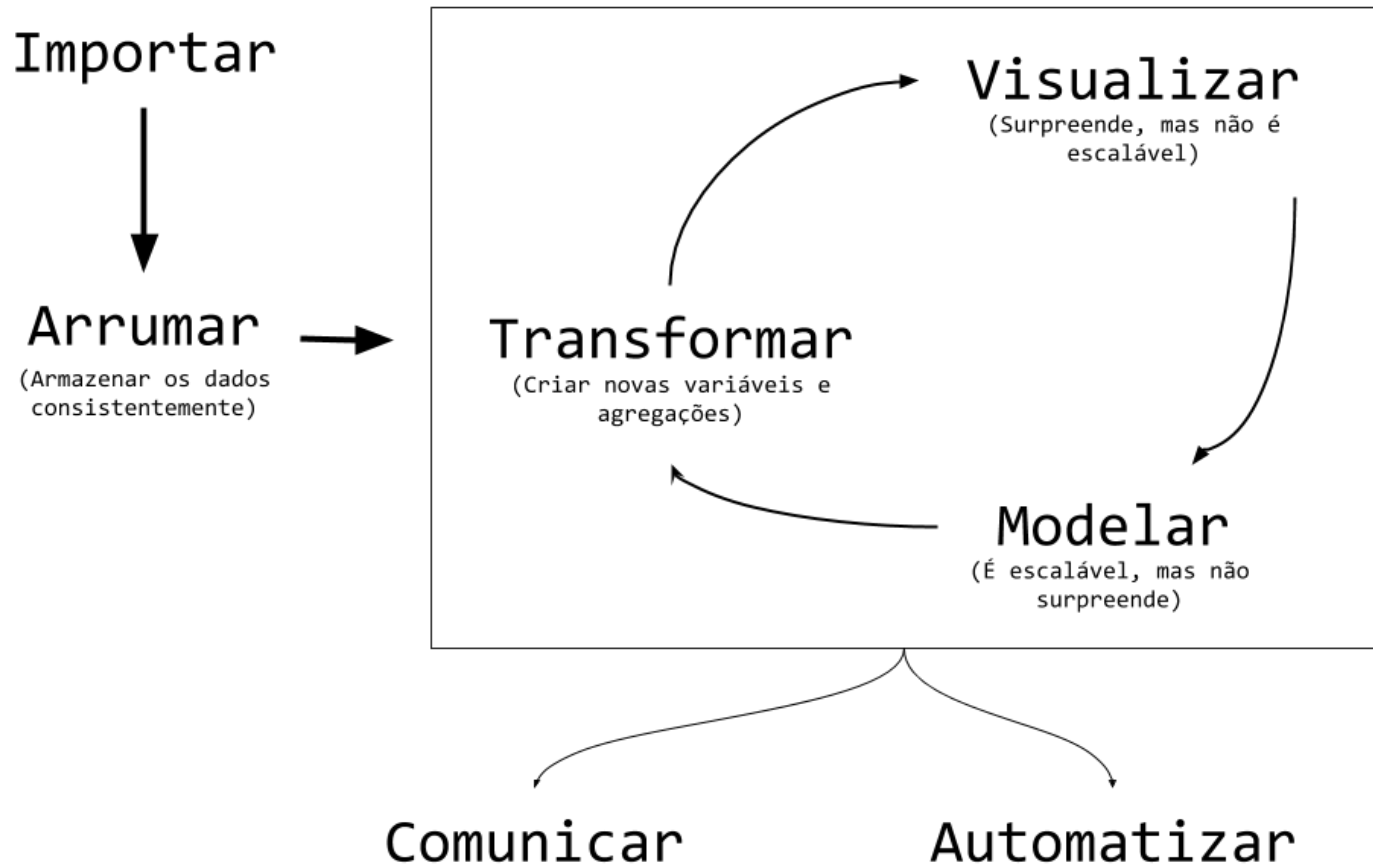 Importar
Visualizar
(Surpreende, mas não é
escalável)
Arrumar
(Armazenar os dados
consistentemente)
Transformar
(Criar novas variáveis e
agregações)
Modelar
(É escalável, mas não
surpreende)
Comunicar
Automatizar